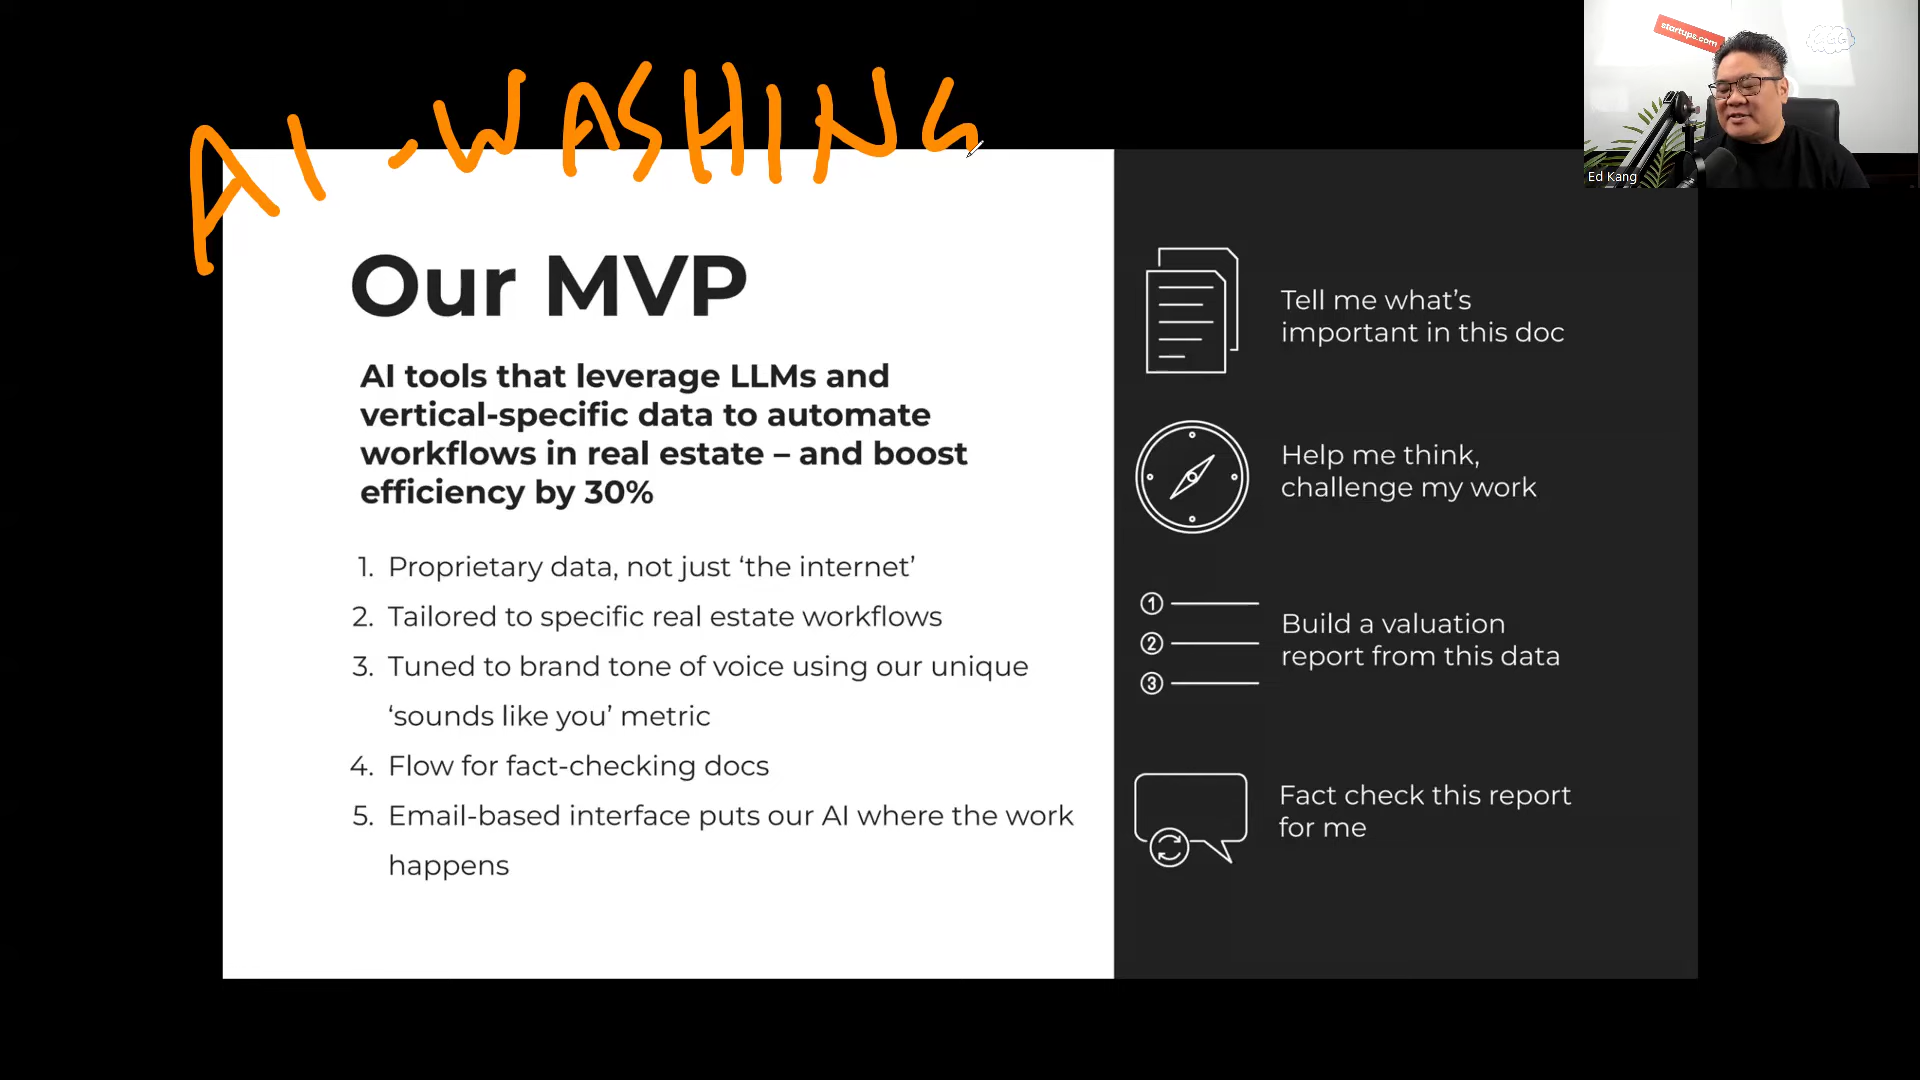 AI-WASHING
startups.com
Ed Kang
Our MVP
AI tools that leverage LLMs and
vertical-specific data to automate
workflows in real estate – and boost
efficiency by 30%
1. Proprietary data, not just ‘the internet’
2. Tailored to specific real estate workflows
3. Tuned to brand tone of voice using our unique
‘sounds like you’ metric
4. Flow for fact-checking docs
5. Email-based interface puts our AI where the work
happens
Tell me what’s
important in this doc
Help me think,
challenge my work
1
2
3
Build a valuation
report from this data
Fact check this report
for me